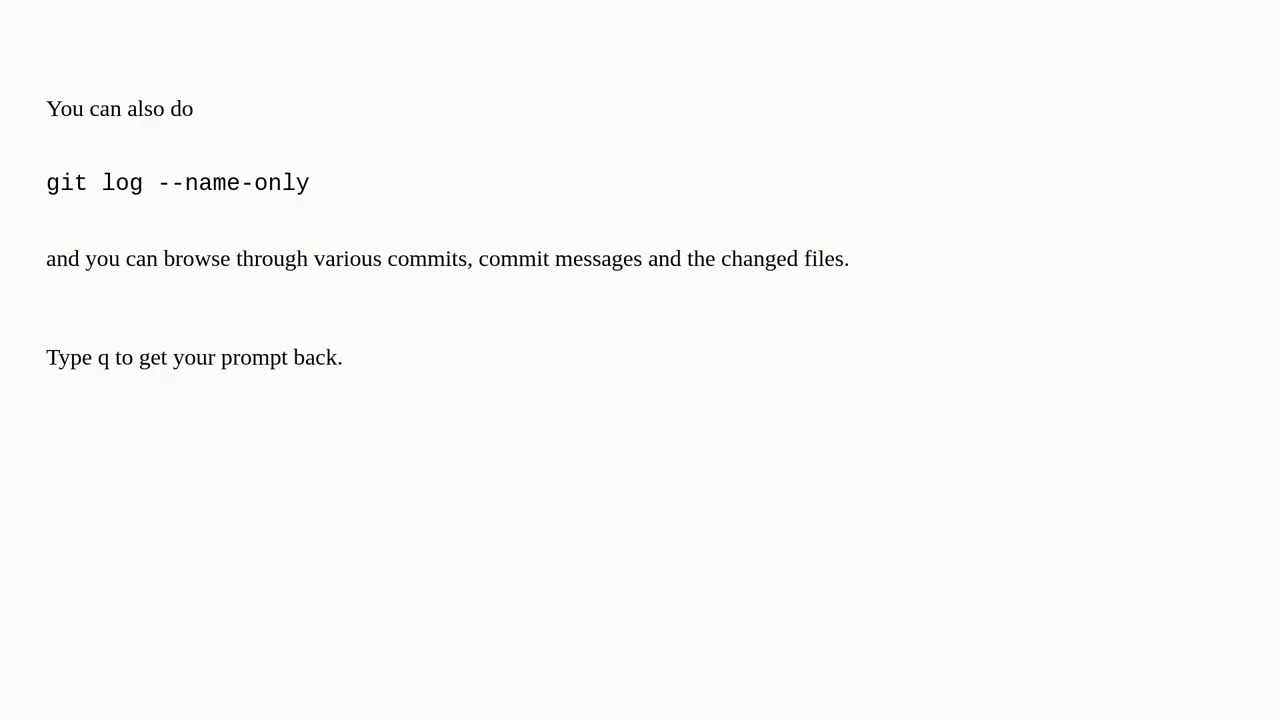 You can also do
git log --name-only
and you can browse through various commits, commit messages and the changed files.
Type q to get your prompt back.